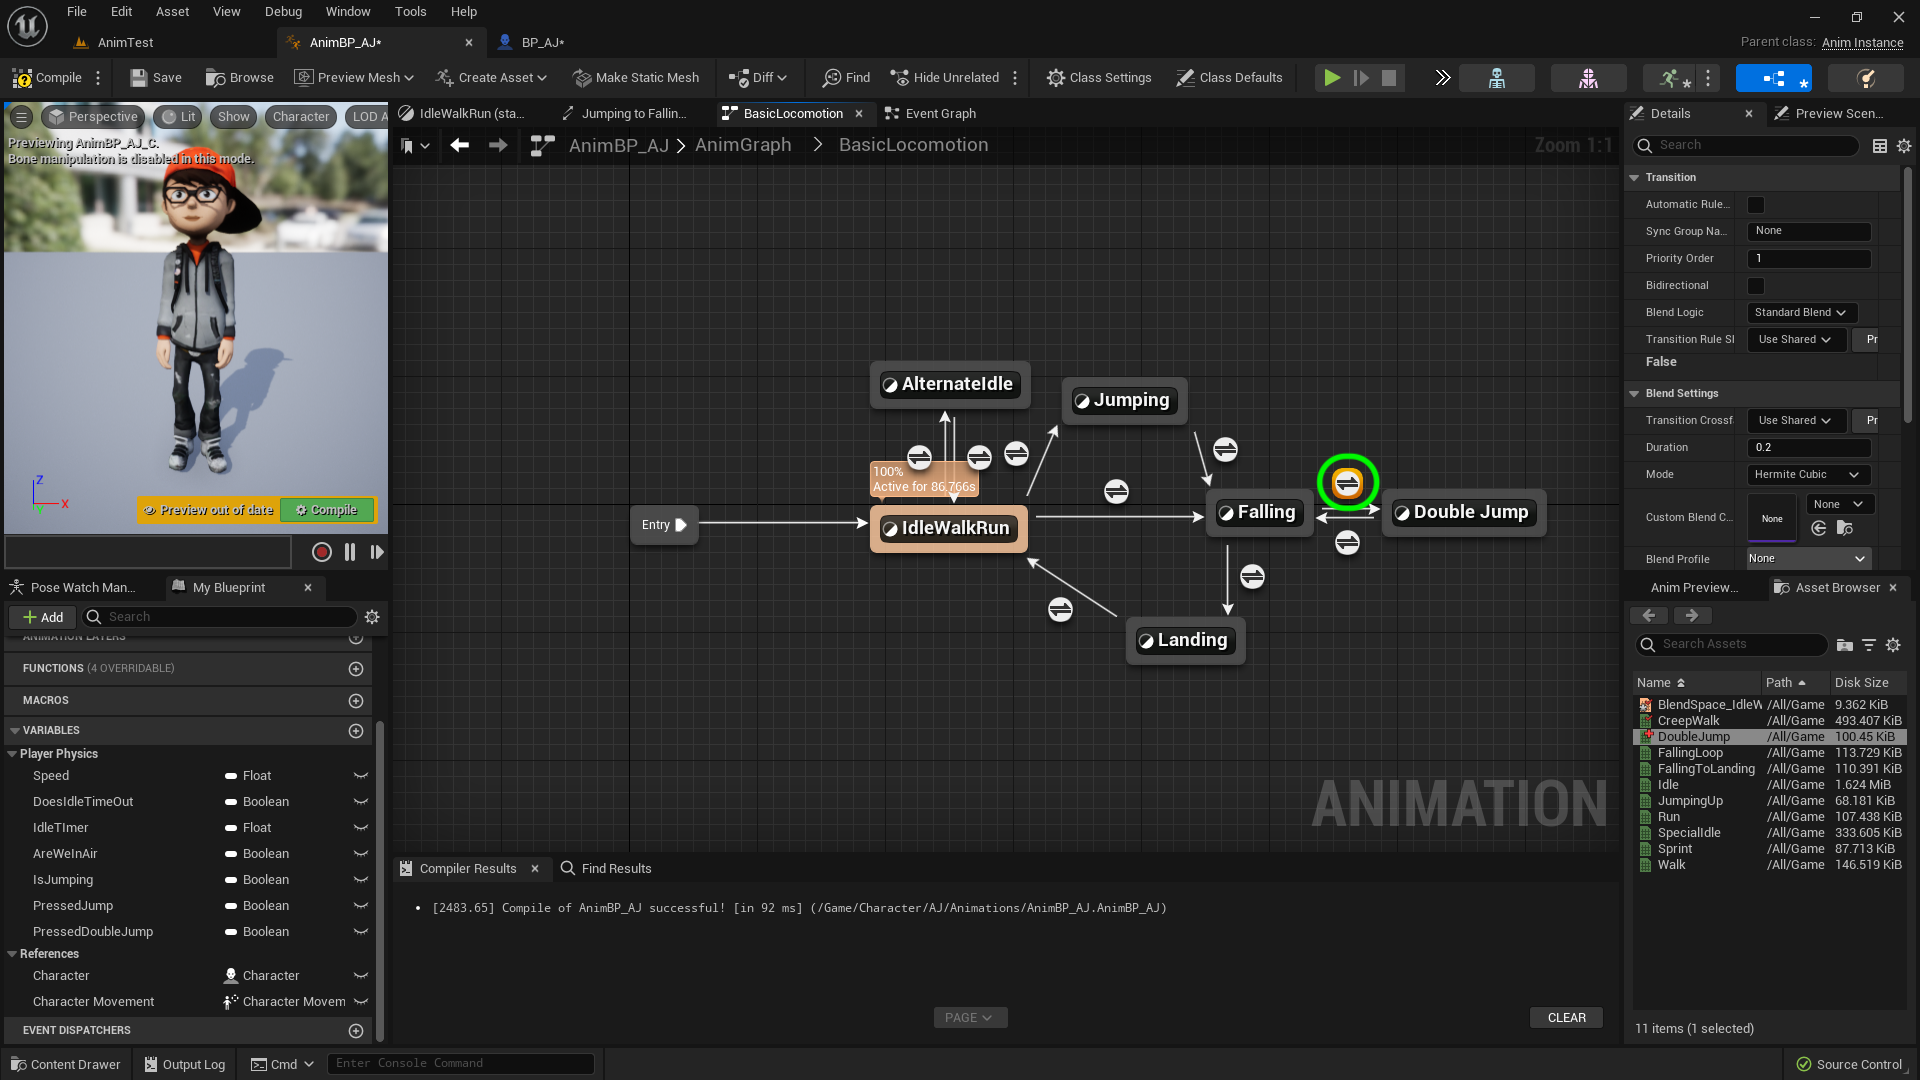 File Edit Asset View Debug Window Tools Help
AnimTest
AnimBP_AJ*
BP_AJ*
Parent class: Anim Instance
Compile
Save
Browse
Preview Mesh
Create Asset
Make Static Mesh
Diff
Find
Hide Unrelated
Class Settings
Class Defaults
Perspective
Lit
Show
Character
LOD A
Previewing AnimBP_AJ_C.
Bone manipulation is disabled in this mode.
Z
X
Preview out of date
Compile
IdleWalkRun (sta...
Jumping to Fallin...
BasicLocomotion
Event Graph
AnimBP_AJ > AnimGraph > BasicLocomotion
Zoom 1:1
AlternateIdle
Jumping
100%
Active for 86.766s
Entry
IdleWalkRun
Falling
Double Jump
Landing
ANIMATION
Pose Watch Man...
My Blueprint
Add
Search
ANIMATION LAYERS
FUNCTIONS (4 OVERRIDABLE)
MACROS
VARIABLES
Player Physics
Speed Float
DoesIdleTimeOut Boolean
IdleTImer Float
AreWeInAir Boolean
IsJumping Boolean
PressedJump Boolean
PressedDoubleJump Boolean
References
Character Character
Character Movement Character Movem
EVENT DISPATCHERS
Compiler Results
Find Results
[2483.65] Compile of AnimBP_AJ successful! [in 92 ms] (/Game/Character/AJ/Animations/AnimBP_AJ.AnimBP_AJ)
PAGE
CLEAR
Details
Preview Scen...
Search
Transition
Automatic Rule...
Sync Group Na... None
Priority Order 1
Bidirectional
Blend Logic Standard Blend
Transition Rule Sl Use Shared Pr
False
Blend Settings
Transition Crossf Use Shared Pr
Duration 0.2
Mode Hermite Cubic
Custom Blend C... None None
Blend Profile None
Anim Preview...
Asset Browser
Search Assets
Name Path Disk Size
BlendSpace_IdleW /All/Game 9.362 KiB
CreepWalk /All/Game 493.407 KiB
DoubleJump /All/Game 100.45 KiB
FallingLoop /All/Game 113.729 KiB
FallingToLanding /All/Game 110.391 KiB
Idle /All/Game 1.624 MiB
JumpingUp /All/Game 68.181 KiB
Run /All/Game 107.438 KiB
SpecialIdle /All/Game 333.605 KiB
Sprint /All/Game 87.713 KiB
Walk /All/Game 146.519 KiB
11 items (1 selected)
Content Drawer
Output Log
Cmd
Enter Console Command
Source Control